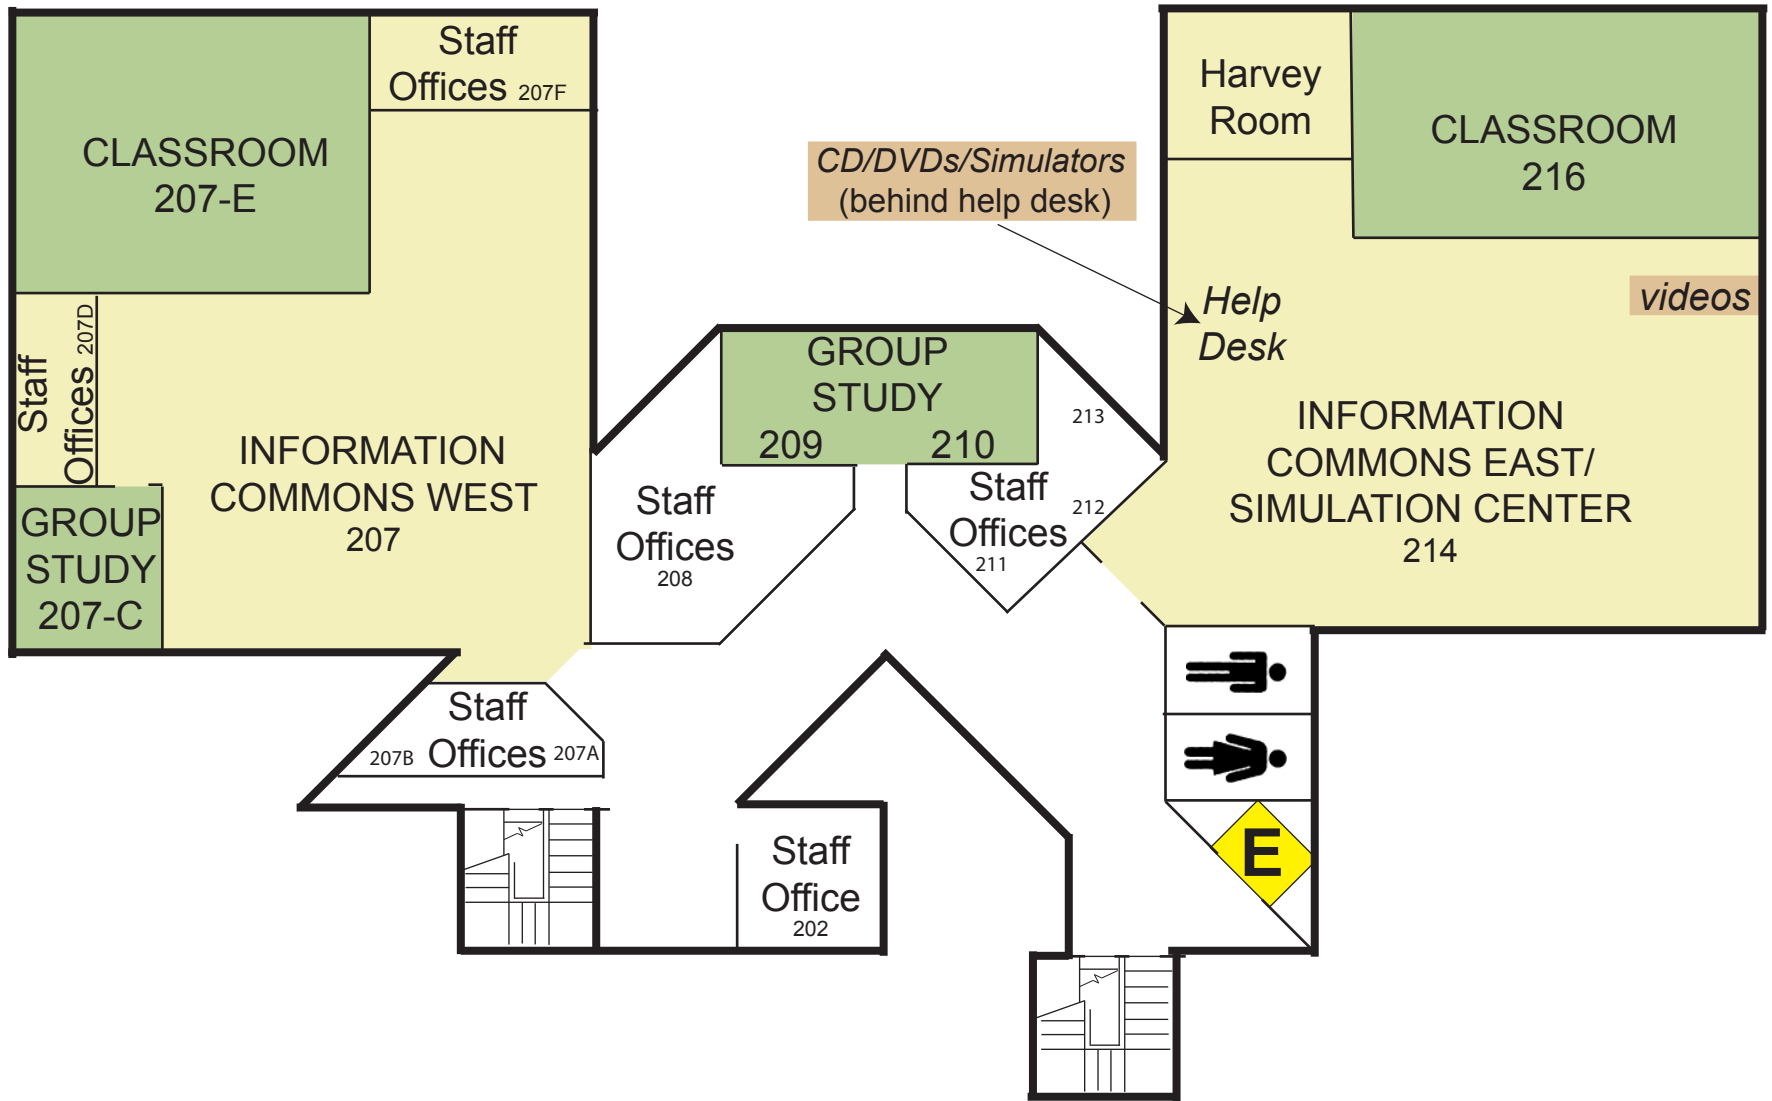 Staff
Offices 207F
CLASSROOM
207-E
Staff
Offices 207D
GROUP
STUDY
207-C
INFORMATION
COMMONS WEST
207
Staff
Offices
207B
207A
Staff
Offices
208
GROUP
STUDY
209 210
213
Staff
Offices
212
211
Staff
Office
202
CD/DVDs/Simulators
(behind help desk)
Harvey
Room
CLASSROOM
216
Help
Desk
videos
INFORMATION
COMMONS EAST/
SIMULATION CENTER
214
E